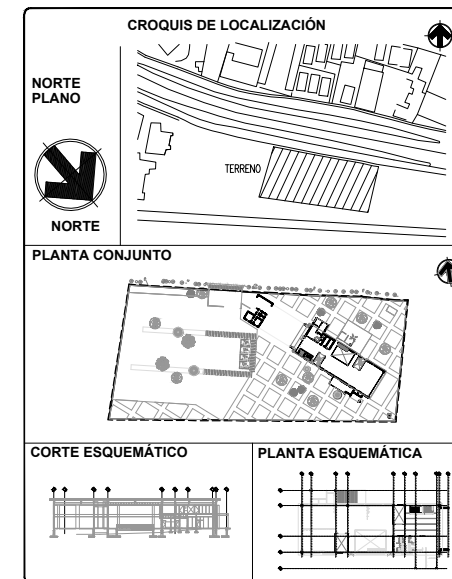 CROQUIS DE LOCALIZACIÓN
NORTE
PLANO
TERRENO
NORTE
PLANTA CONJUNTO
CORTE ESQUEMÁTICO
PLANTA ESQUEMÁTICA